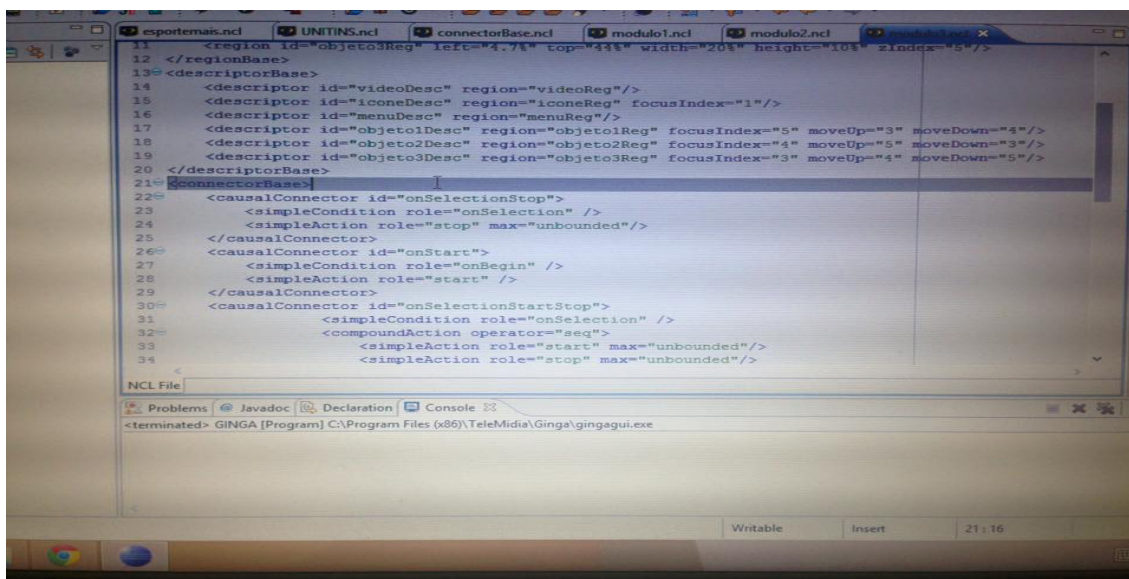 esportemais.ncl UNITINS.ncl connectorBase.ncl modulo1.ncl modulo2.ncl modulo3.ncl
11 <region id="objeto3Reg" left="4.7%" top="44%" width="20%" height="10%" zIndex="5"/>
12 </regionBase>
13 <descriptorBase>
14 <descriptor id="videoDesc" region="videoReg"/>
15 <descriptor id="iconeDesc" region="iconeReg" focusIndex="1"/>
16 <descriptor id="menuDesc" region="menuReg"/>
17 <descriptor id="objeto1Desc" region="objeto1Reg" focusIndex="5" moveUp="3" moveDown="4"/>
18 <descriptor id="objeto2Desc" region="objeto2Reg" focusIndex="4" moveUp="5" moveDown="3"/>
19 <descriptor id="objeto3Desc" region="objeto3Reg" focusIndex="3" moveUp="4" moveDown="5"/>
20 </descriptorBase>
21 <connectorBase>
22 <causalConnector id="onSelectionStop">
23 <simpleCondition role="onSelection" />
24 <simpleAction role="stop" max="unbounded"/>
25 </causalConnector>
26 <causalConnector id="onStart">
27 <simpleCondition role="onBegin" />
28 <simpleAction role="start" />
29 </causalConnector>
30 <causalConnector id="onSelectionStartStop">
31 <simpleCondition role="onSelection" />
32 <compoundAction operator="seq">
33 <simpleAction role="start" max="unbounded"/>
34 <simpleAction role="stop" max="unbounded"/>
NCL File
Problems @ Javadoc Declaration Console
<terminated> GINGA [Program] C:\Program Files (x86)\TeleMidia\Ginga\gingagui.exe
Writable Insert 21 : 16